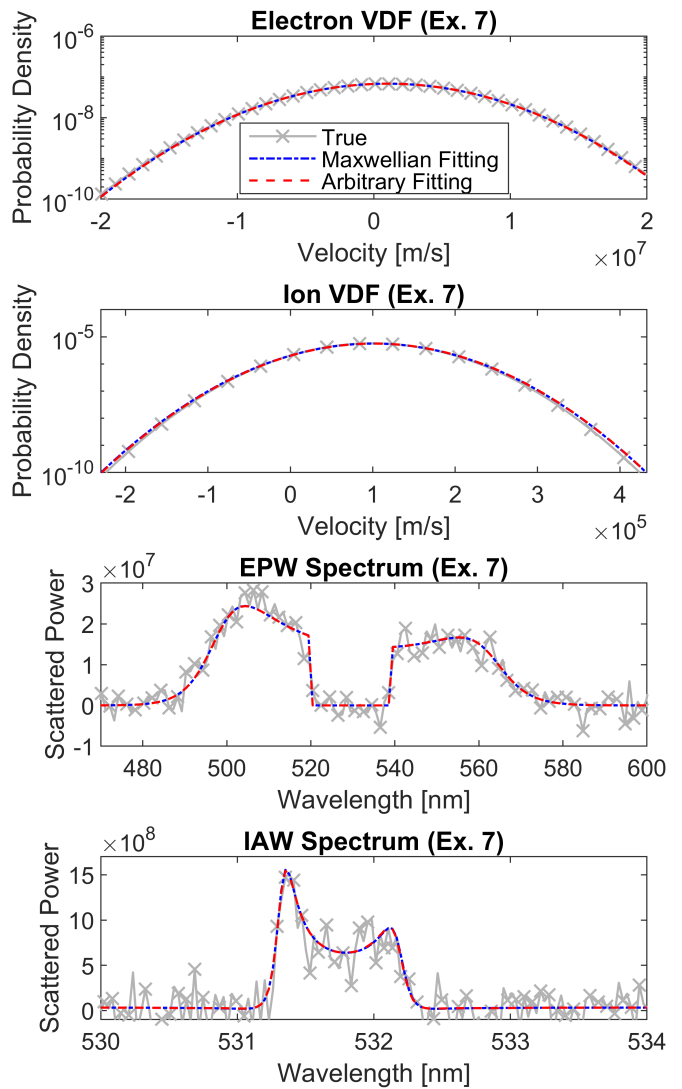 Electron VDF (Ex. 7)
Probability Density
10^-6
10^-8
10^-10
True
Maxwellian Fitting
Arbitrary Fitting
-2 -1 0 1 2
Velocity [m/s]
×10^7
Ion VDF (Ex. 7)
Probability Density
10^-5
10^-10
-2 -1 0 1 2 3 4
Velocity [m/s]
×10^5
EPW Spectrum (Ex. 7)
×10^7
Scattered Power
3
2
1
0
-1
480 500 520 540 560 580 600
Wavelength [nm]
IAW Spectrum (Ex. 7)
×10^8
Scattered Power
15
10
5
0
530 531 532 533 534
Wavelength [nm]